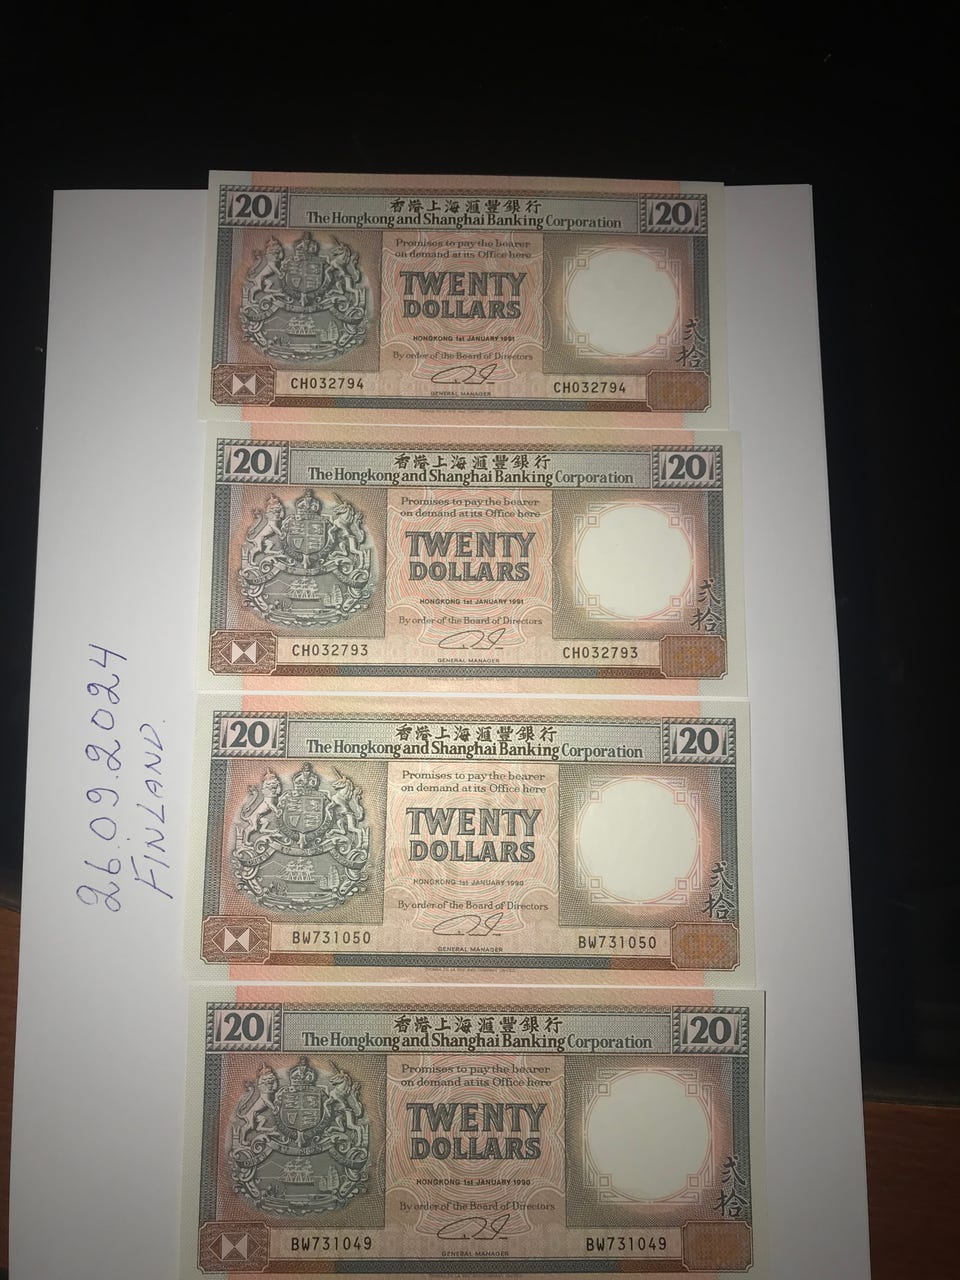 20 香港上海滙豐銀行 20
The Hongkong and Shanghai Banking Corporation
Promises to pay the bearer
on demand at its Office here
TWENTY
DOLLARS
HONGKONG 1st JANUARY 1991
By order of the Board of Directors
GENERAL MANAGER
CH032794 CH032794
弍拾
20 香港上海滙豐銀行 20
The Hongkong and Shanghai Banking Corporation
Promises to pay the bearer
on demand at its Office here
TWENTY
DOLLARS
HONGKONG 1st JANUARY 1991
By order of the Board of Directors
GENERAL MANAGER
CH032793 CH032793
弍拾
20 香港上海滙豐銀行 20
The Hongkong and Shanghai Banking Corporation
Promises to pay the bearer
on demand at its Office here
TWENTY
DOLLARS
HONGKONG 1st JANUARY 1990
By order of the Board of Directors
GENERAL MANAGER
BW731050 BW731050
弍拾
20 香港上海滙豐銀行 20
The Hongkong and Shanghai Banking Corporation
Promises to pay the bearer
on demand at its Office here
TWENTY
DOLLARS
HONGKONG 1st JANUARY 1990
By order of the Board of Directors
GENERAL MANAGER
BW731049 BW731049
弍拾
26.09.2024
FINLAND.